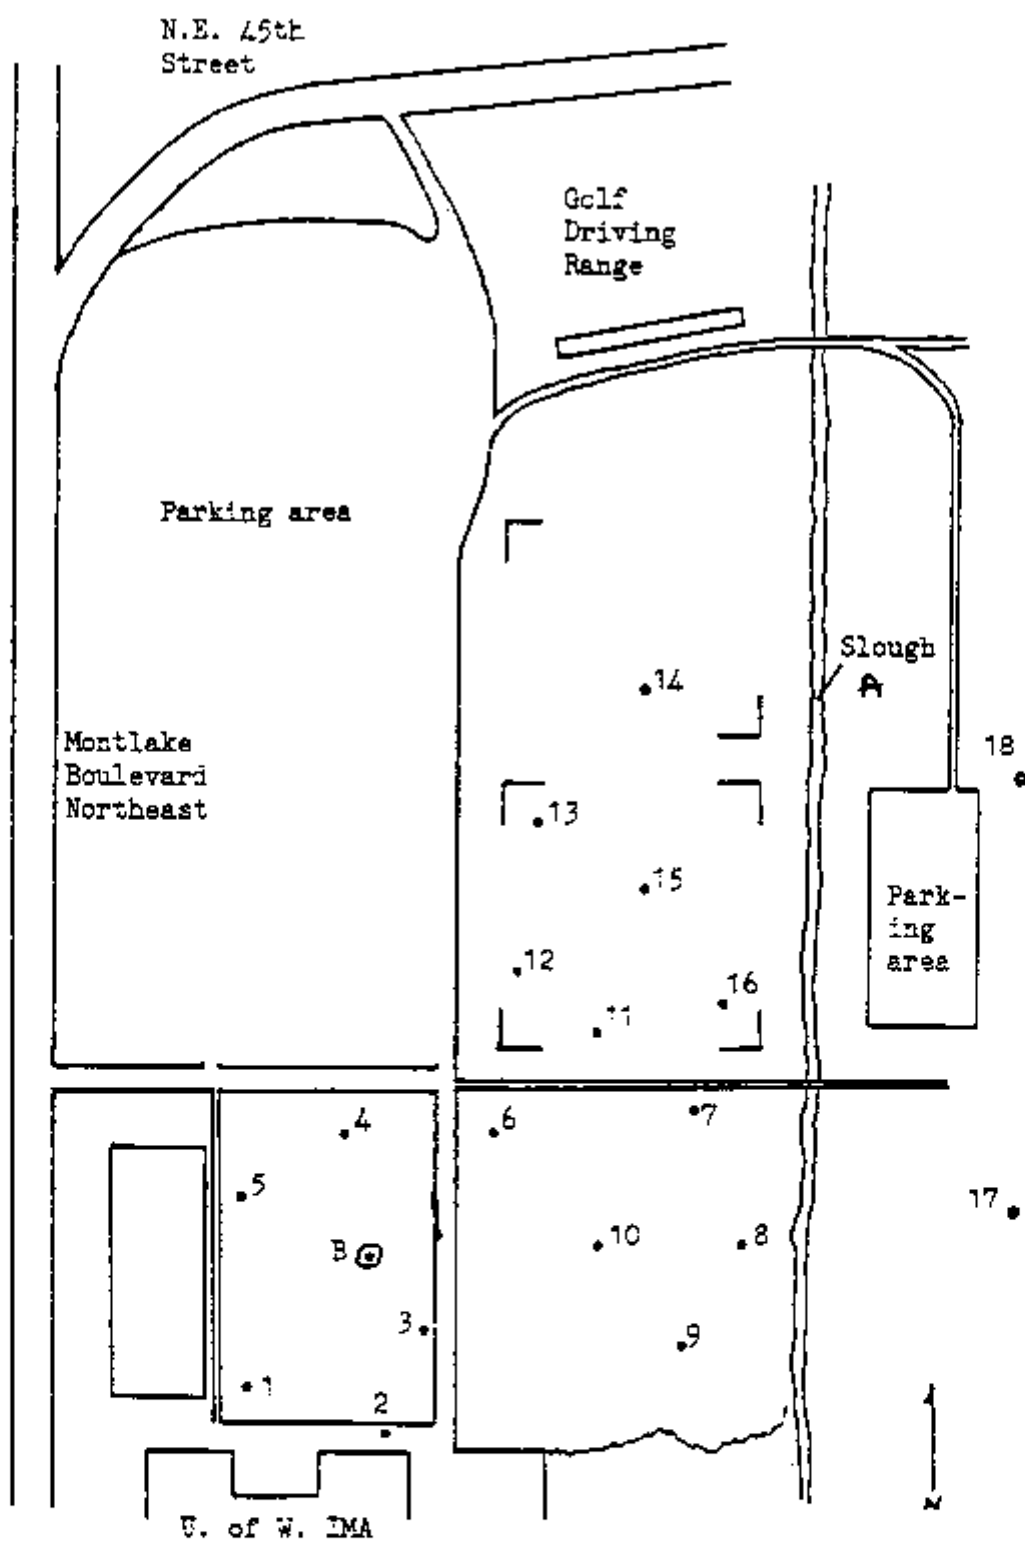 N.E. 45th
Street
Golf
Driving
Range
Parking area
Slough
A
14
Montlake
Boulevard
Northeast
18
13
15
Park-
ing
area
12
16
11
4
6
7
5
17
B
10
8
3
9
1
2
N
U. of W. IMA